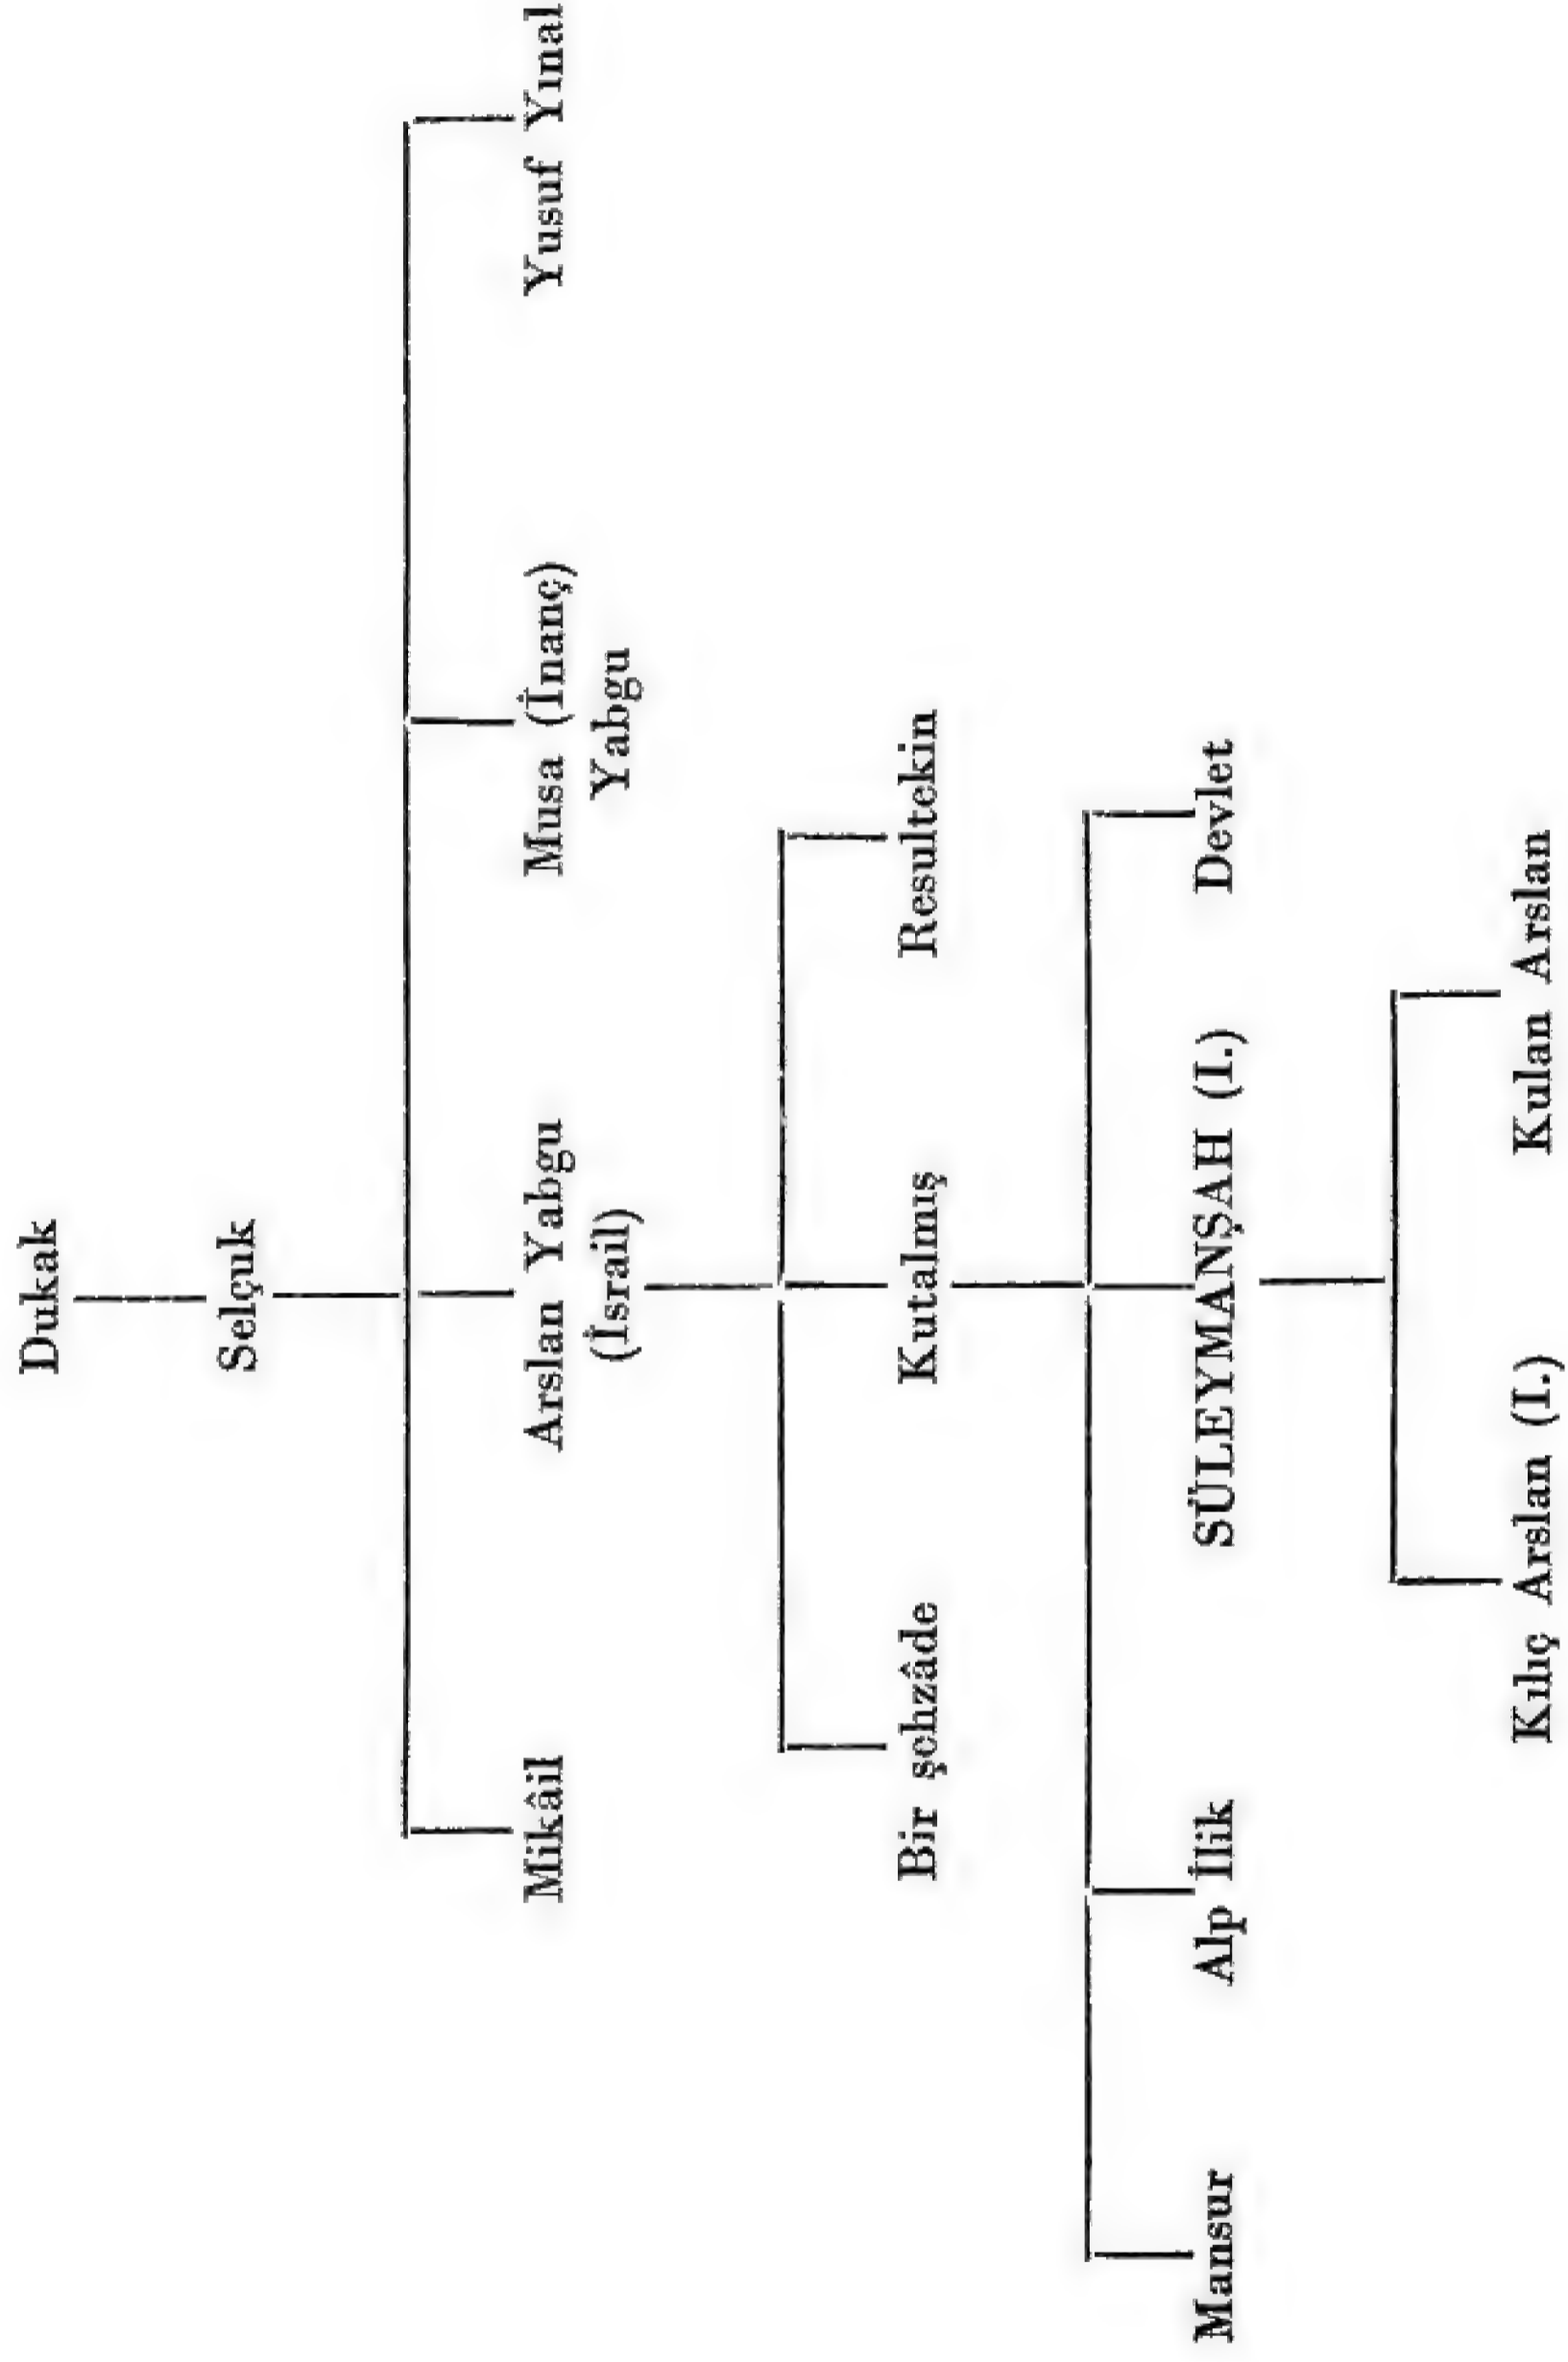 Dukak
Selçuk
Mikâil
Arslan Yabgu
(İsrail)
Musa (İnanç)
Yabgu
Yusuf Yınal
Bir şehzâde
Kutalmış
Resultekin
Mansur
Alp İlik
SÜLEYMANŞAH (I.)
Devlet
Kılıç Arslan (I.)
Kulan Arslan